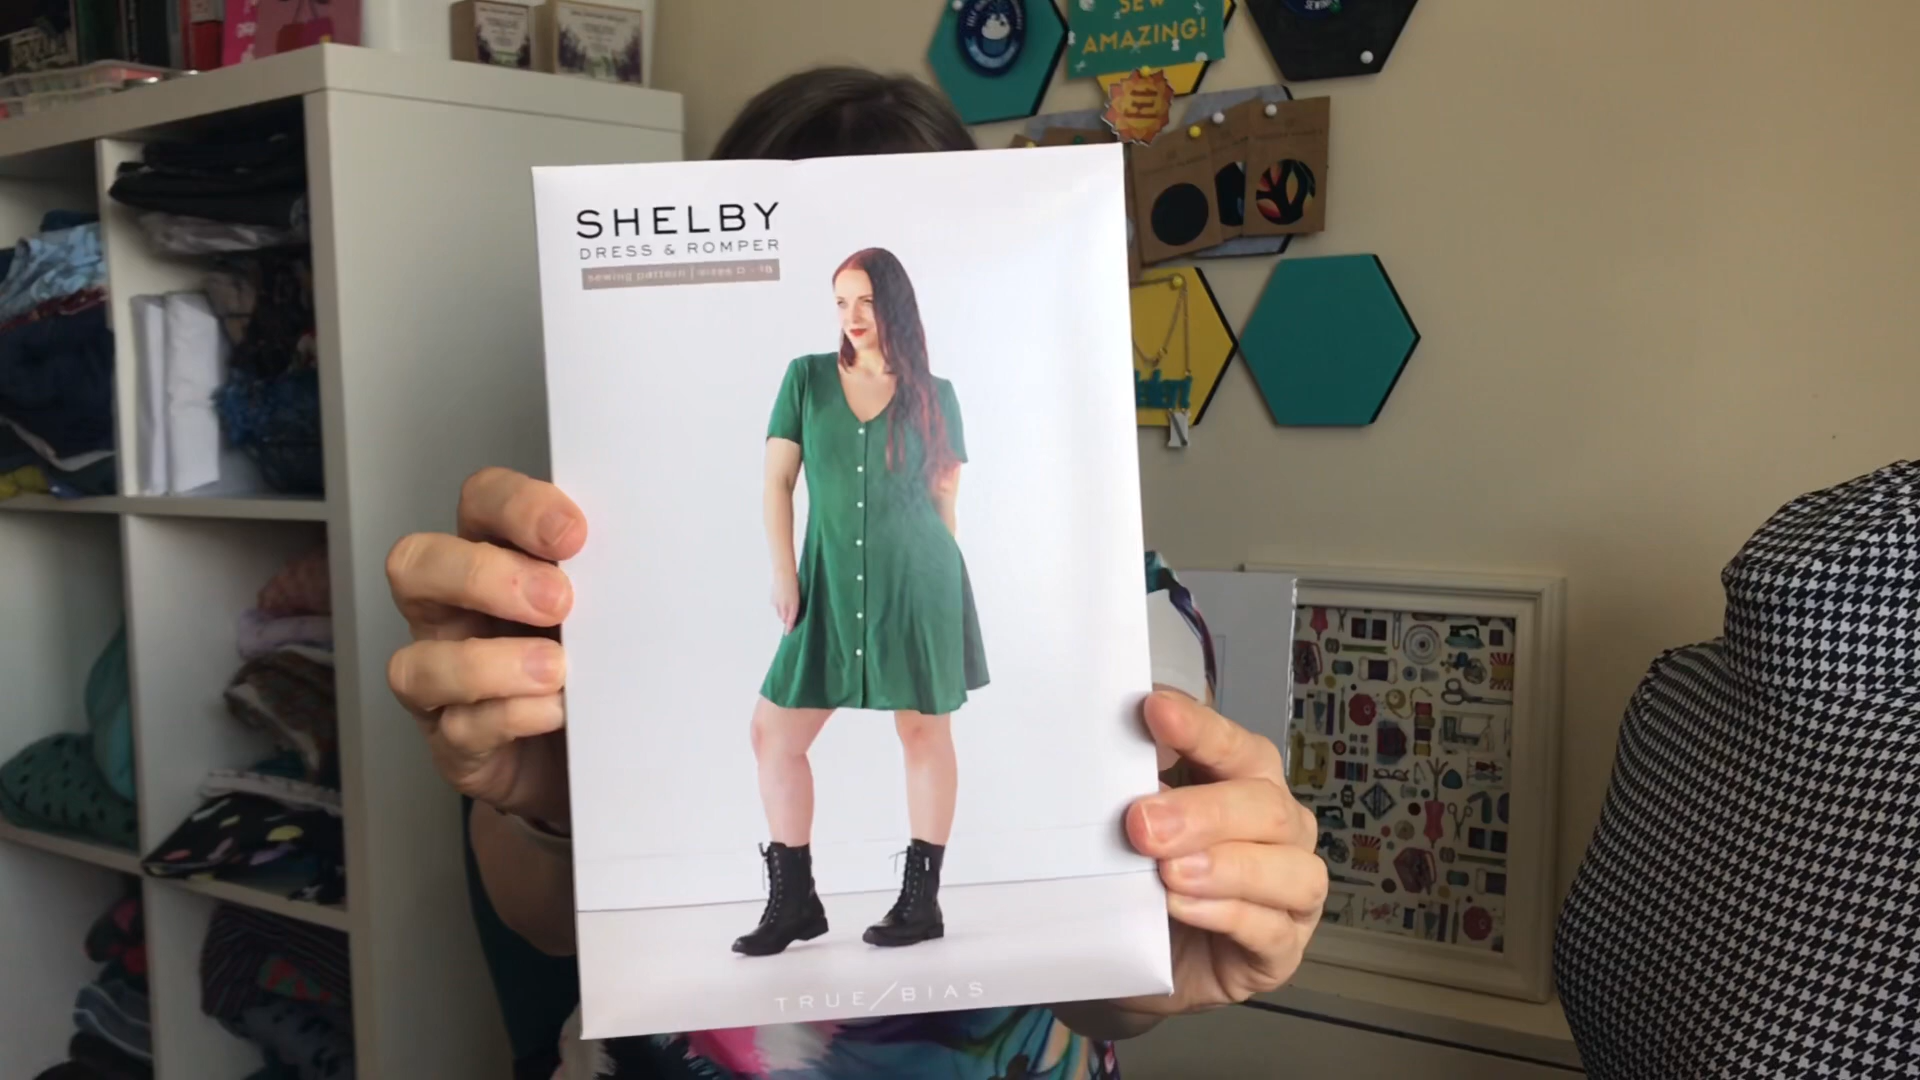 SEW
AMAZING!
SHELBY
DRESS & ROMPER
sewing pattern | sizes 0 - 18
TRUE/BIAS